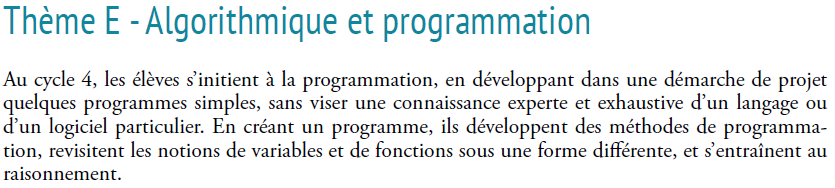 Thème E - Algorithmique et programmation
Au cycle 4, les élèves s'initient à la programmation, en développant dans une démarche de projet
quelques programmes simples, sans viser une connaissance experte et exhaustive d'un langage ou
d'un logiciel particulier. En créant un programme, ils développent des méthodes de programma-
tion, revisitent les notions de variables et de fonctions sous une forme différente, et s'entraînent au
raisonnement.